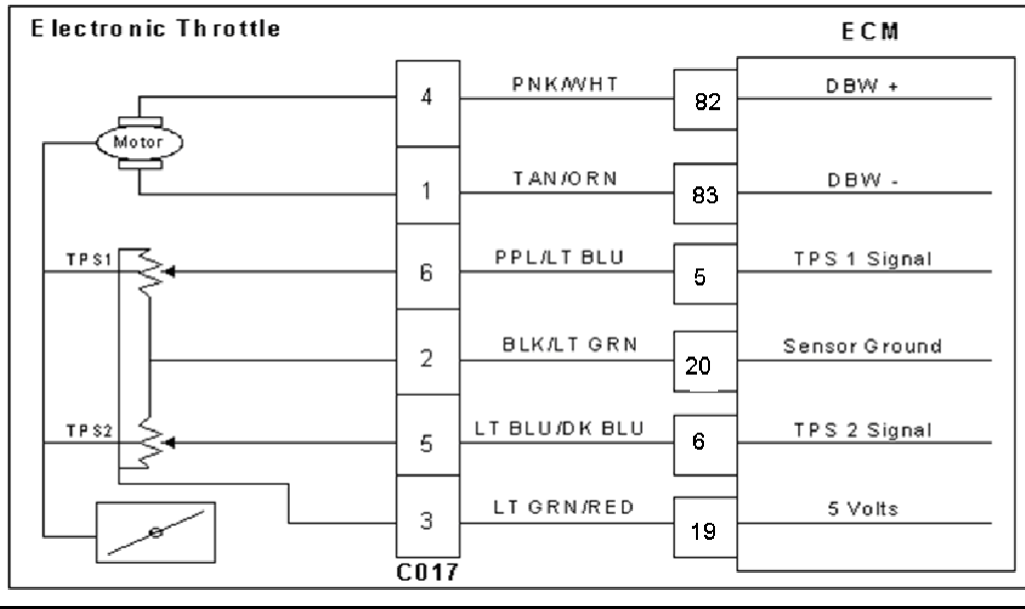 Electronic Throttle
ECM
4 PNK/WHT 82 DBW +
Motor
1 TAN/ORN 83 DBW -
TPS1 6 PPL/LT BLU 5 TPS 1 Signal
2 BLK/LT GRN 20 Sensor Ground
TPS2 5 LT BLU/DK BLU 6 TPS 2 Signal
3 LT GRN/RED 19 5 Volts
C017